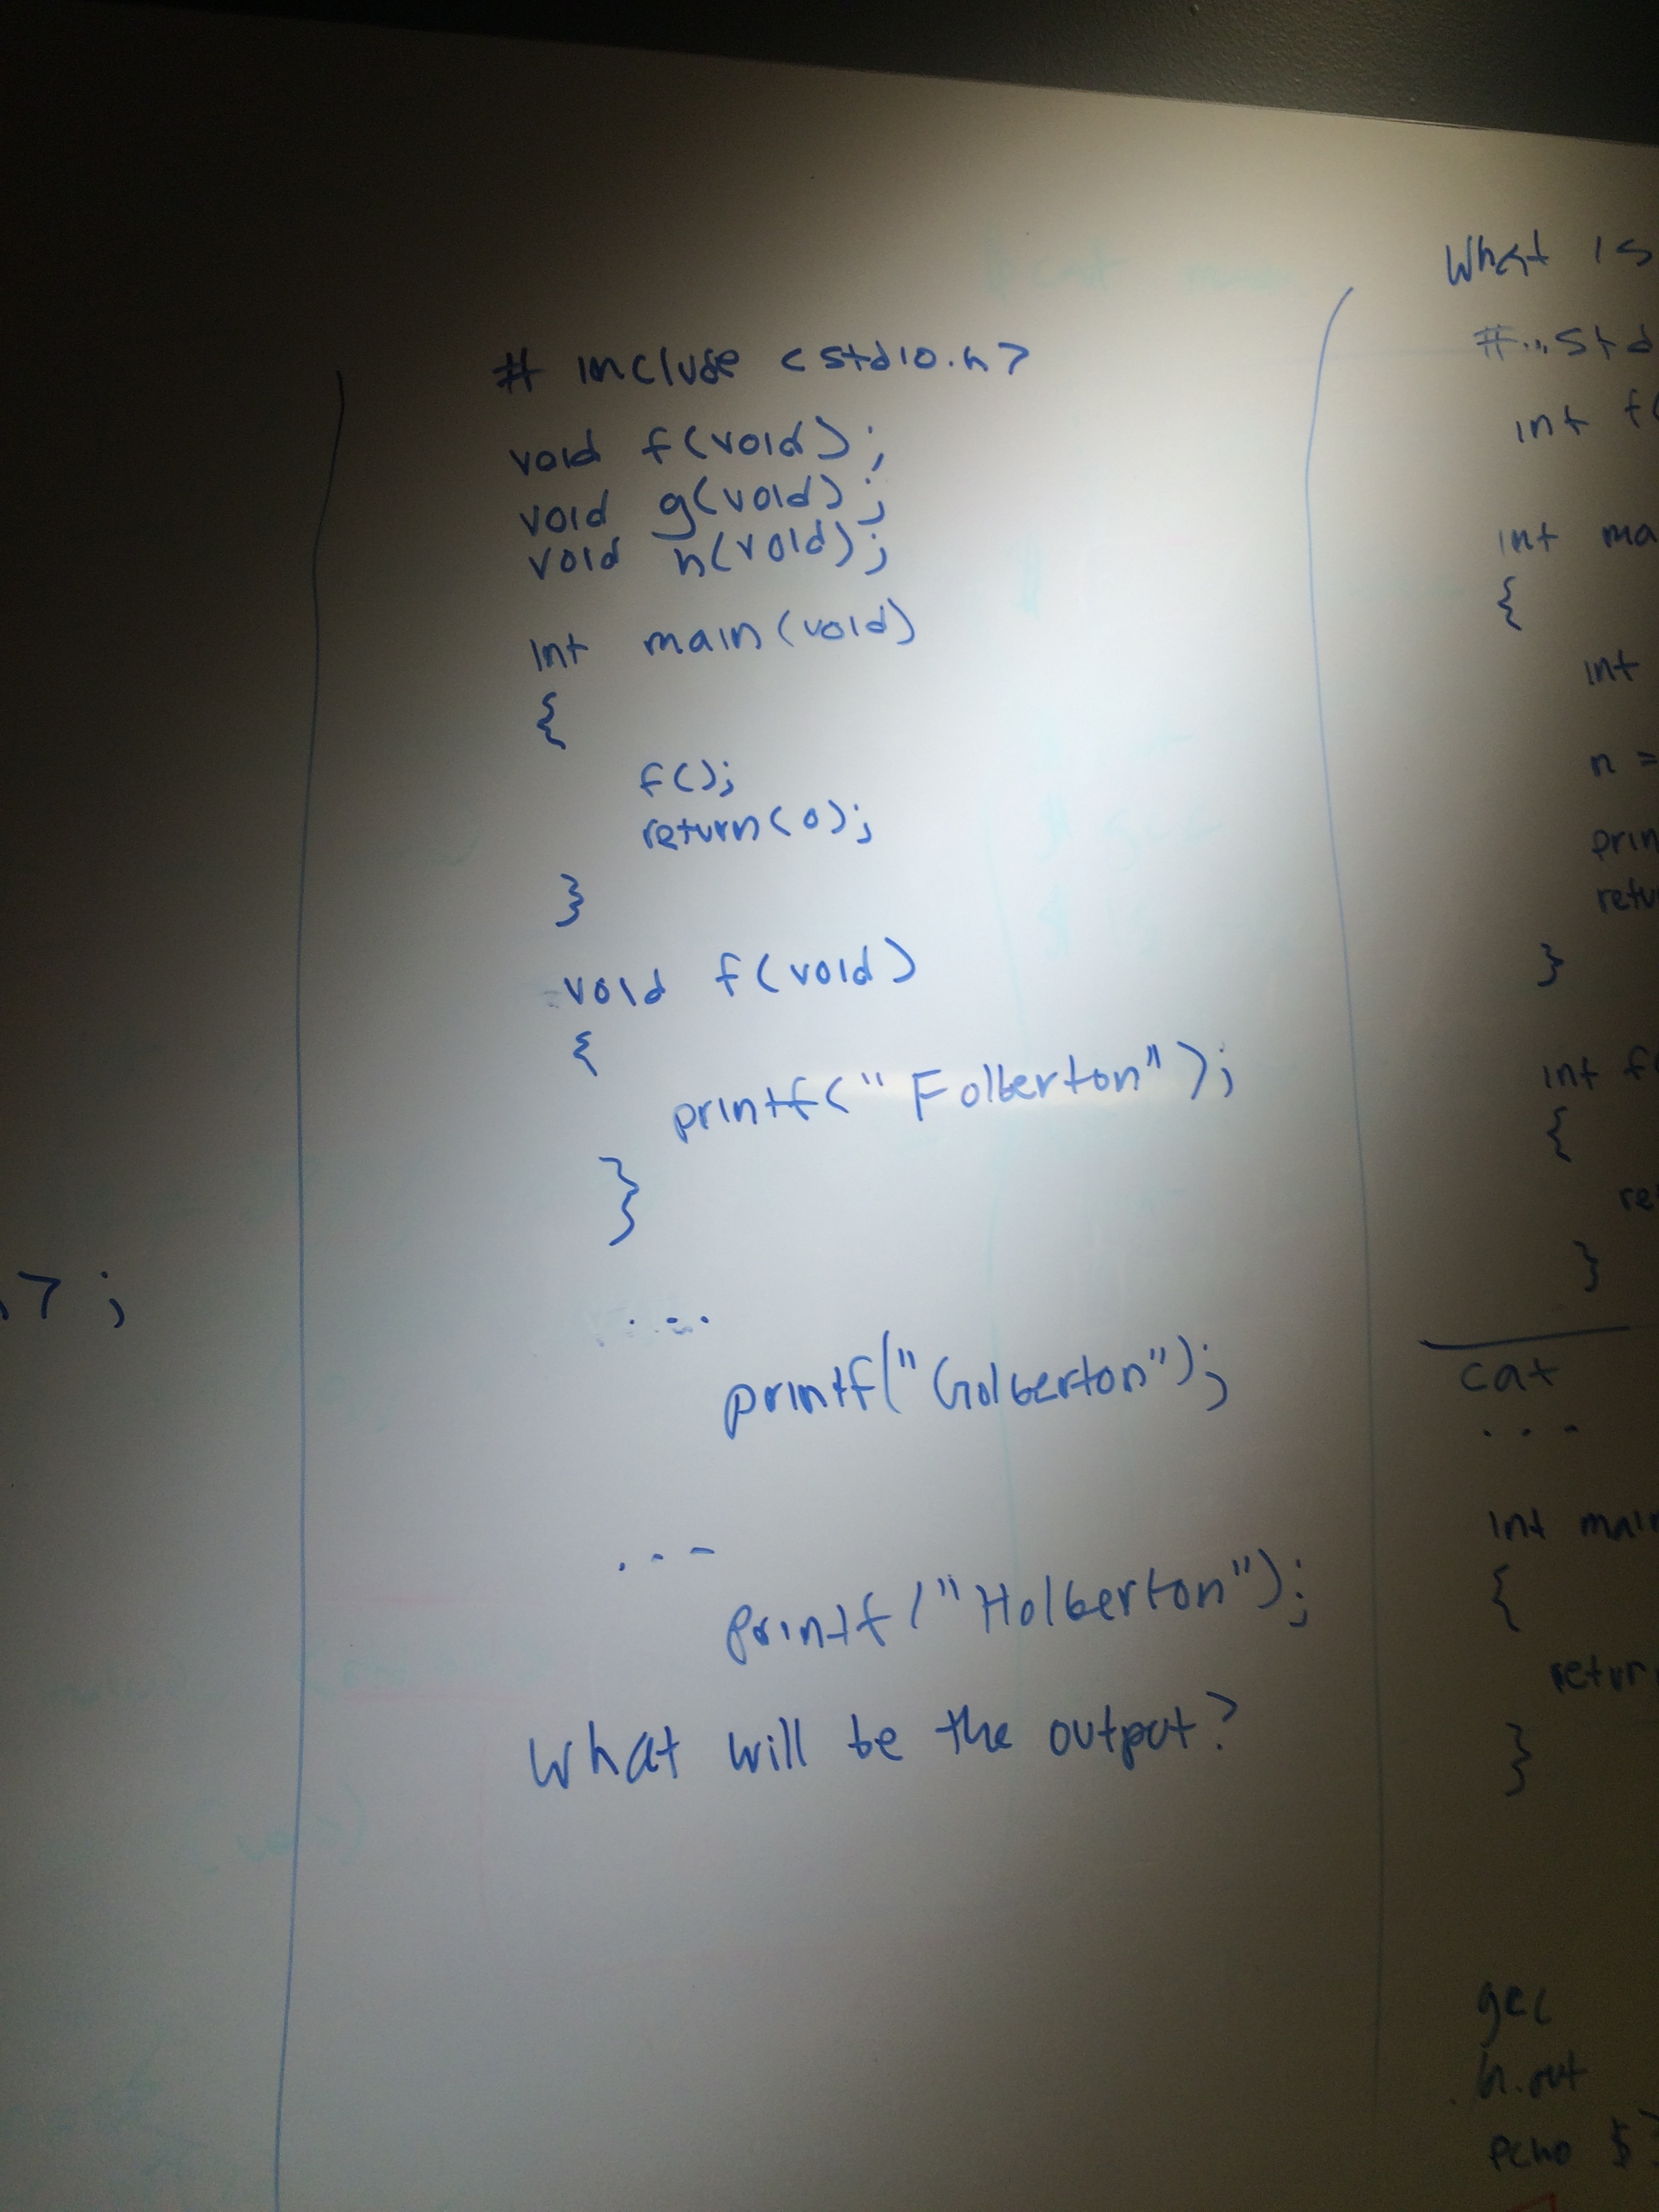 # include <stdio.h>
void f(void);
void g(void);
void h(void);
int main(void)
{
f();
return(0);
}
void f(void)
{
printf("Folberton");
}
...
printf("Golberton");
...
printf("Holberton");
What will be the output?
>;
What is
#...std
int f(
int ma
{
int
n =
prin
retu
}
int f(
{
re
}
cat
...
int main
{
retur
}
gcc
h.out
echo $?